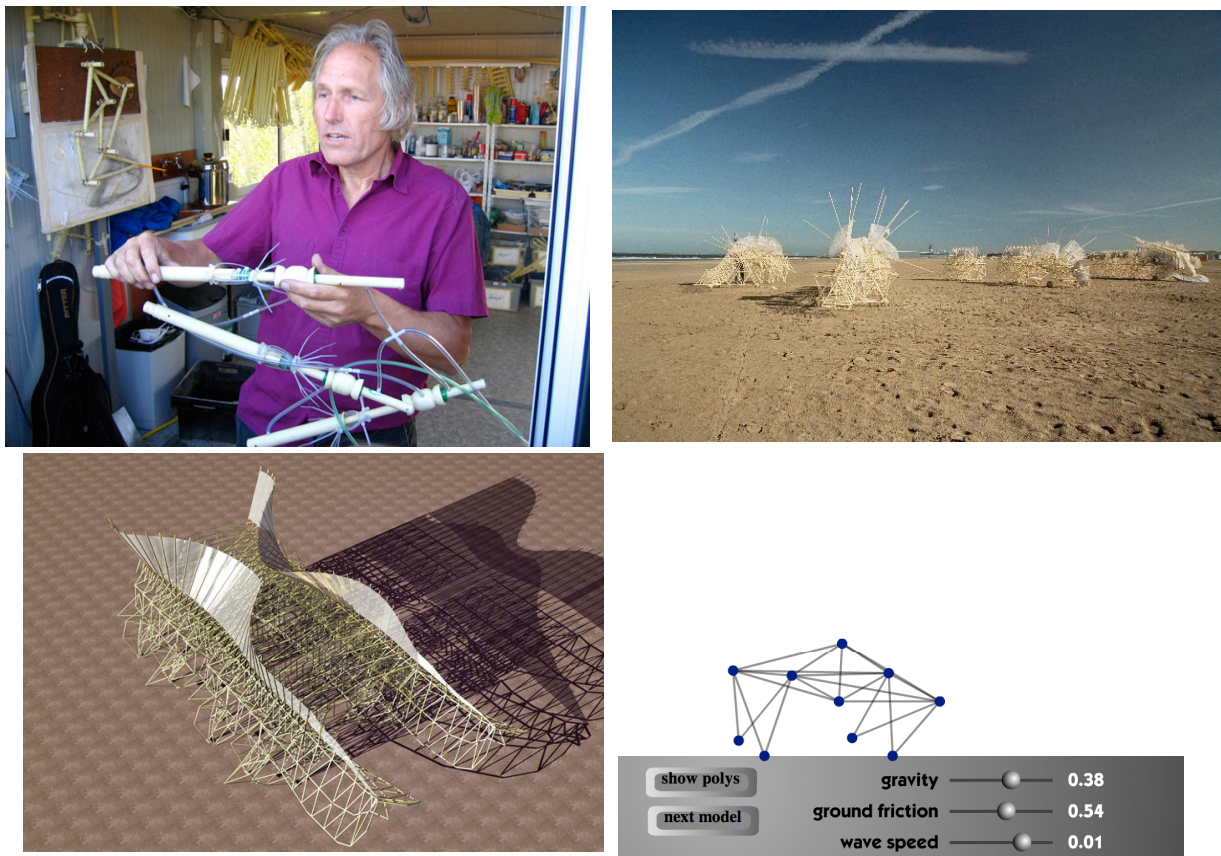 show polys
gravity 0.38
ground friction 0.54
next model
wave speed 0.01